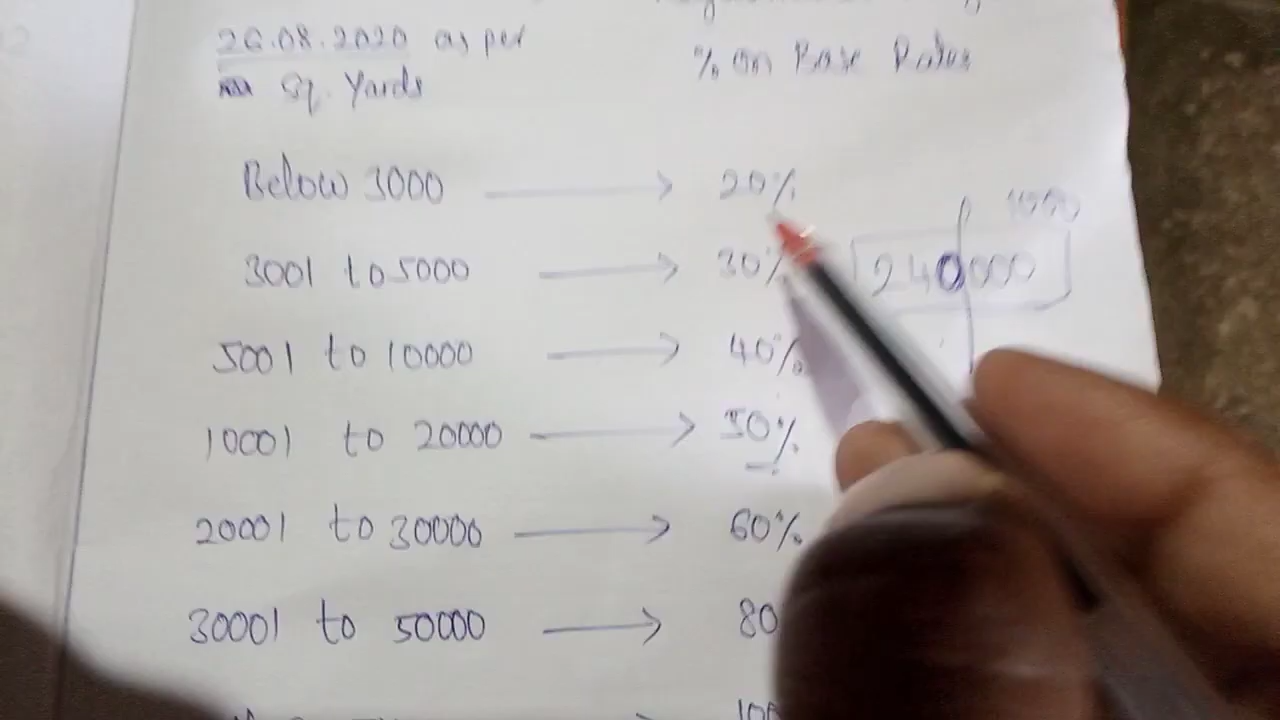 26.08.2020 as per
% on Base Rates
Sq. Yards
Below 3000 → 20%
3001 to 5000 → 30%
240000
5001 to 10000 → 40%
10001 to 20000 → 50%
20001 to 30000 → 60%
30001 to 50000 → 80
100